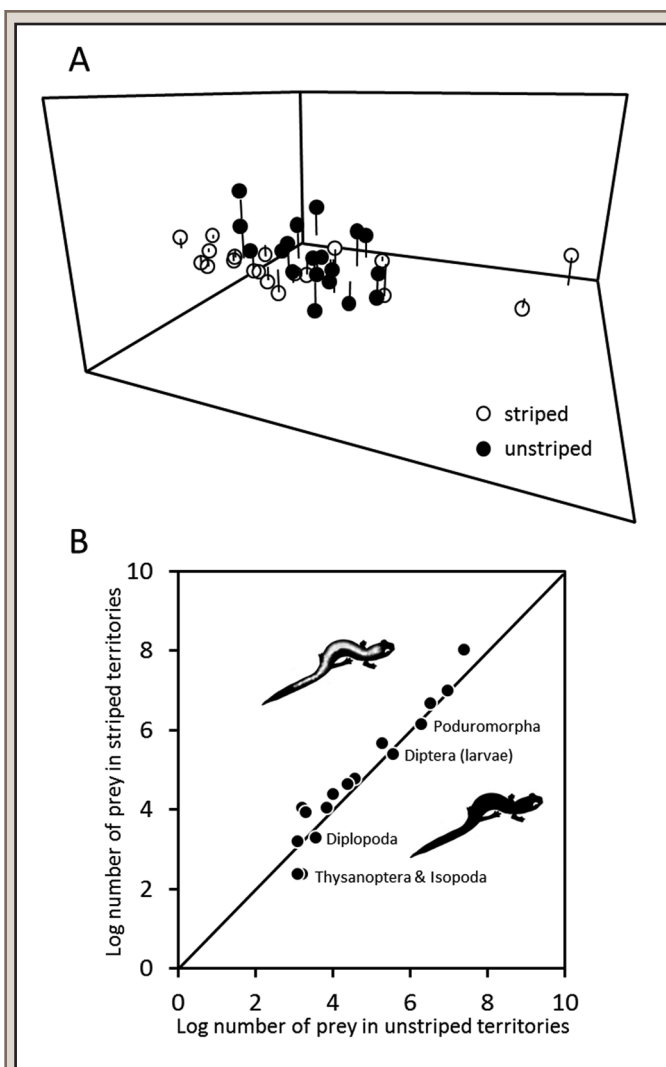 A
striped
unstriped
B
Log number of prey in striped territories
10
8
6
4
2
0
Poduromorpha
Diptera (larvae)
Diplopoda
Thysanoptera & Isopoda
0 2 4 6 8 10
Log number of prey in unstriped territories